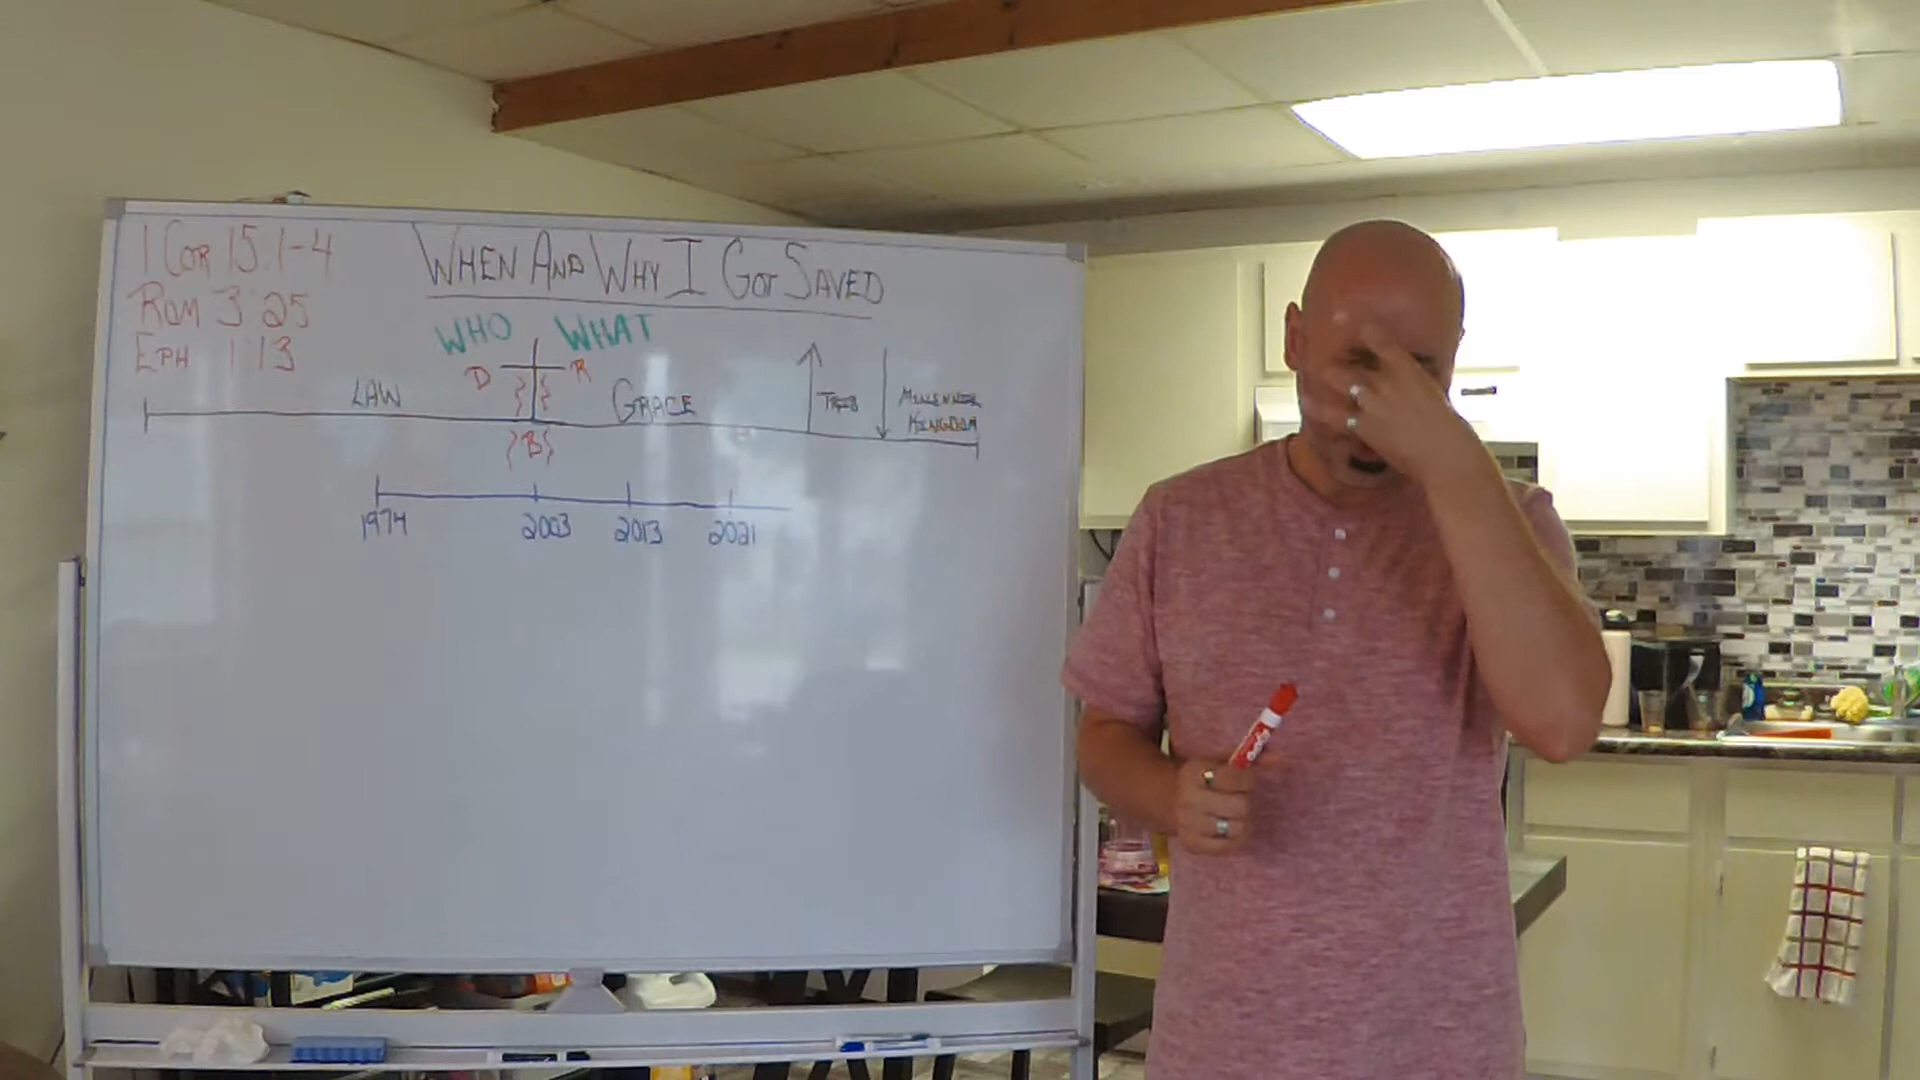 1 COR 15:1-4
ROM 3:25
EPH 1:13
WHEN AND WHY I GOT SAVED
WHO WHAT
D R
LAW GRACE
TRIB
MILLENNIAL
KINGDOM
B
1974 2003 2013 2021